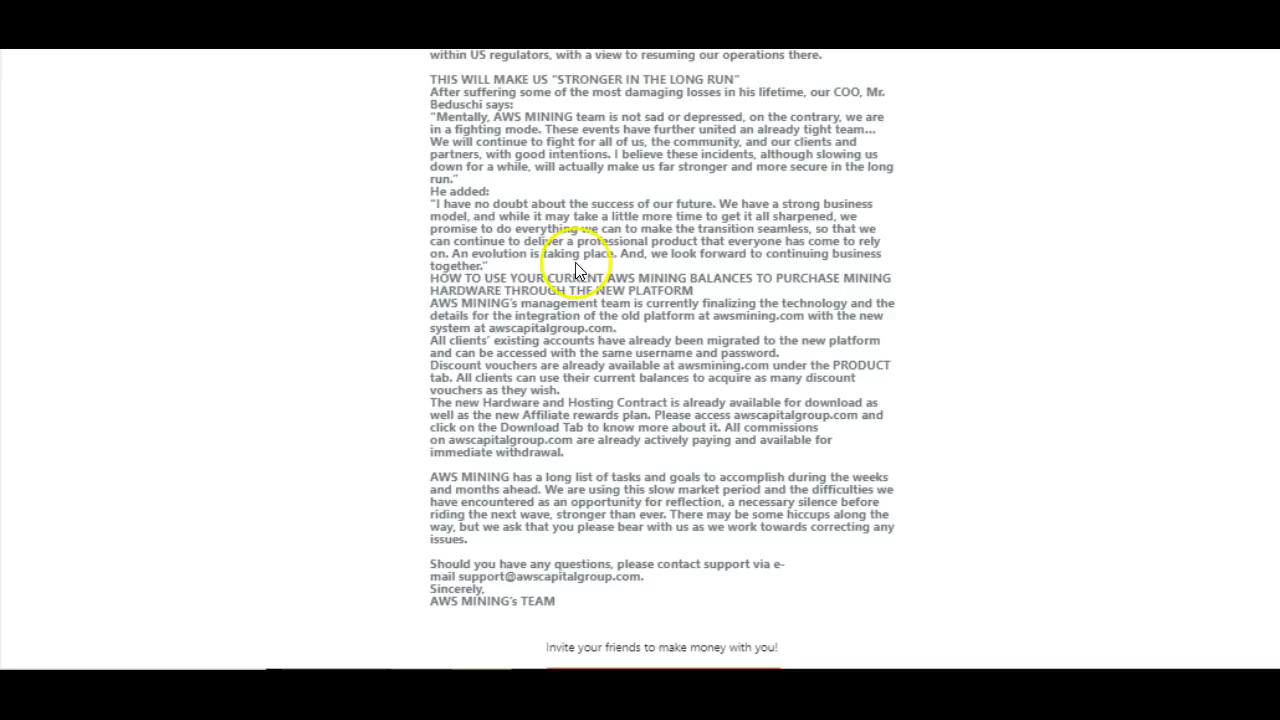 within US regulators, with a view to resuming our operations there.
THIS WILL MAKE US "STRONGER IN THE LONG RUN"
After suffering some of the most damaging losses in his lifetime, our COO, Mr.
Beduschi says:
"Mentally, AWS MINING team is not sad or depressed, on the contrary, we are
in a fighting mode. These events have further united an already tight team...
We will continue to fight for all of us, the community, and our clients and
partners, with good intentions. I believe these incidents, although slowing us
down for a while, will actually make us far stronger and more secure in the long
run."
He added:
"I have no doubt about the success of our future. We have a strong business
model, and while it may take a little more time to get it all sharpened, we
promise to do everything we can to make the transition seamless, so that we
can continue to deliver a professional product that everyone has come to rely
on. An evolution is taking place. And, we look forward to continuing business
together."
HOW TO USE YOUR CURRENT AWS MINING BALANCES TO PURCHASE MINING
HARDWARE THROUGH THE NEW PLATFORM
AWS MINING's management team is currently finalizing the technology and the
details for the integration of the old platform at awsmining.com with the new
system at awscapitalgroup.com.
All clients' existing accounts have already been migrated to the new platform
and can be accessed with the same username and password.
Discount vouchers are already available at awsmining.com under the PRODUCT
tab. All clients can use their current balances to acquire as many discount
vouchers as they wish.
The new Hardware and Hosting Contract is already available for download as
well as the new Affiliate rewards plan. Please access awscapitalgroup.com and
click on the Download Tab to know more about it. All commissions
on awscapitalgroup.com are already actively paying and available for
immediate withdrawal.
AWS MINING has a long list of tasks and goals to accomplish during the weeks
and months ahead. We are using this slow market period and the difficulties we
have encountered as an opportunity for reflection, a necessary silence before
riding the next wave, stronger than ever. There may be some hiccups along the
way, but we ask that you please bear with us as we work towards correcting any
issues.
Should you have any questions, please contact support via e-
mail support@awscapitalgroup.com.
Sincerely,
AWS MINING's TEAM
Invite your friends to make money with you!